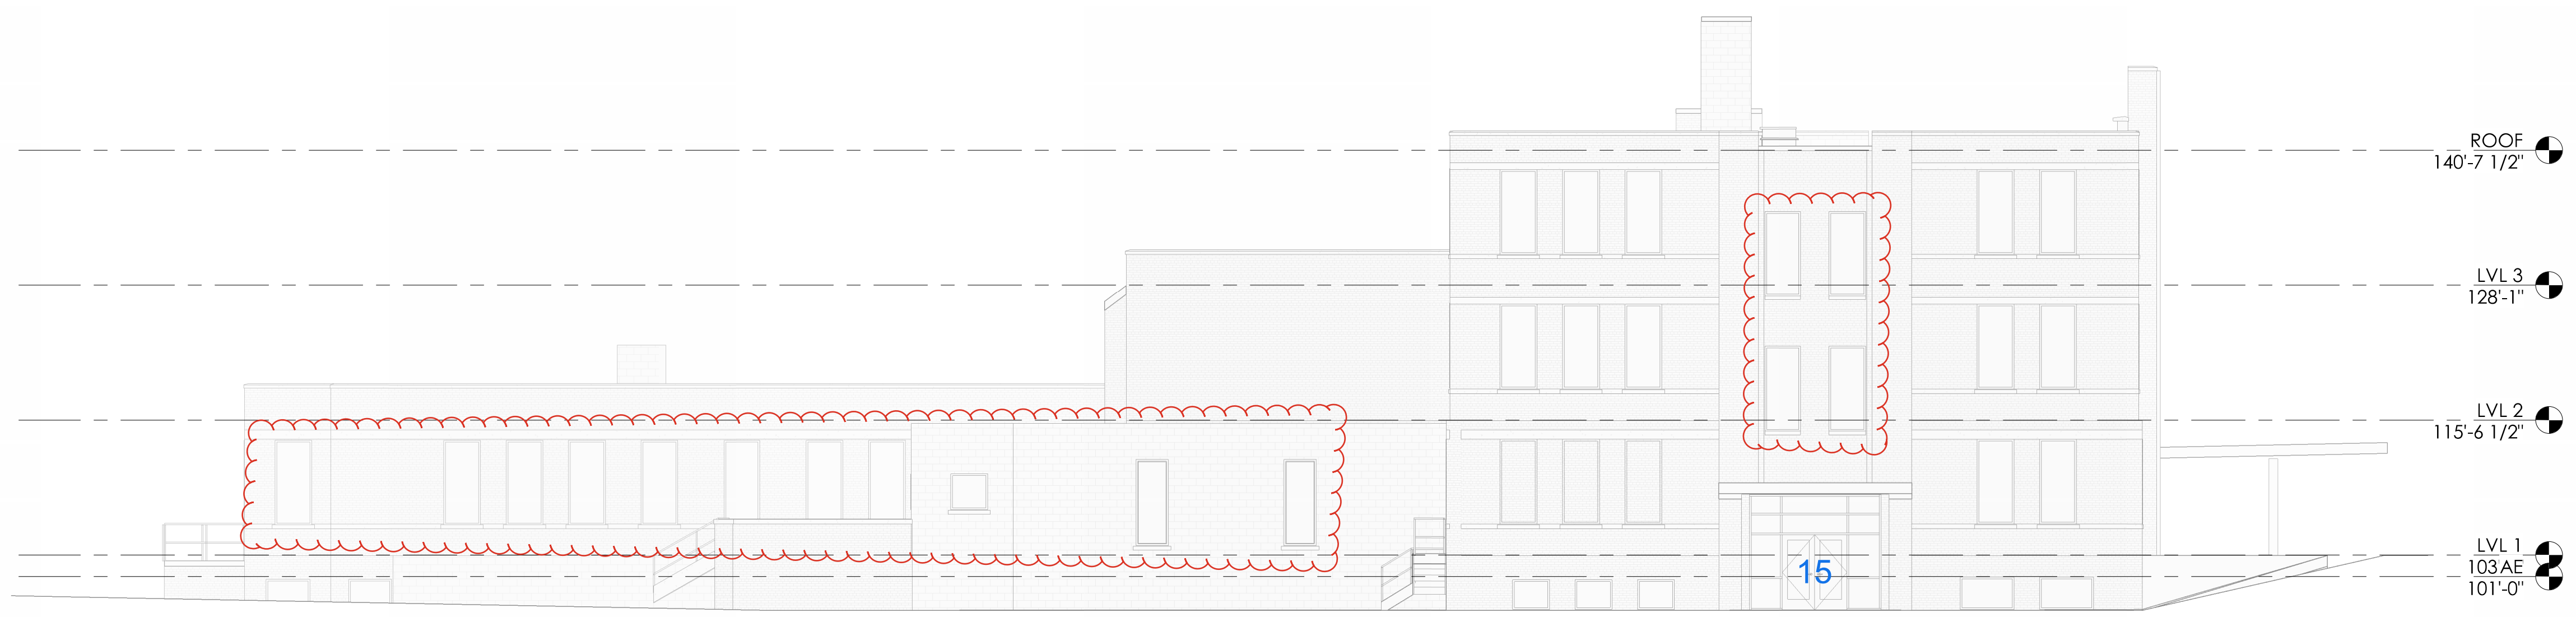 ROOF
140'-7 1/2"
LVL 3
128'-1"
LVL 2
115'-6 1/2"
LVL 1
103 AE
101'-0"
15